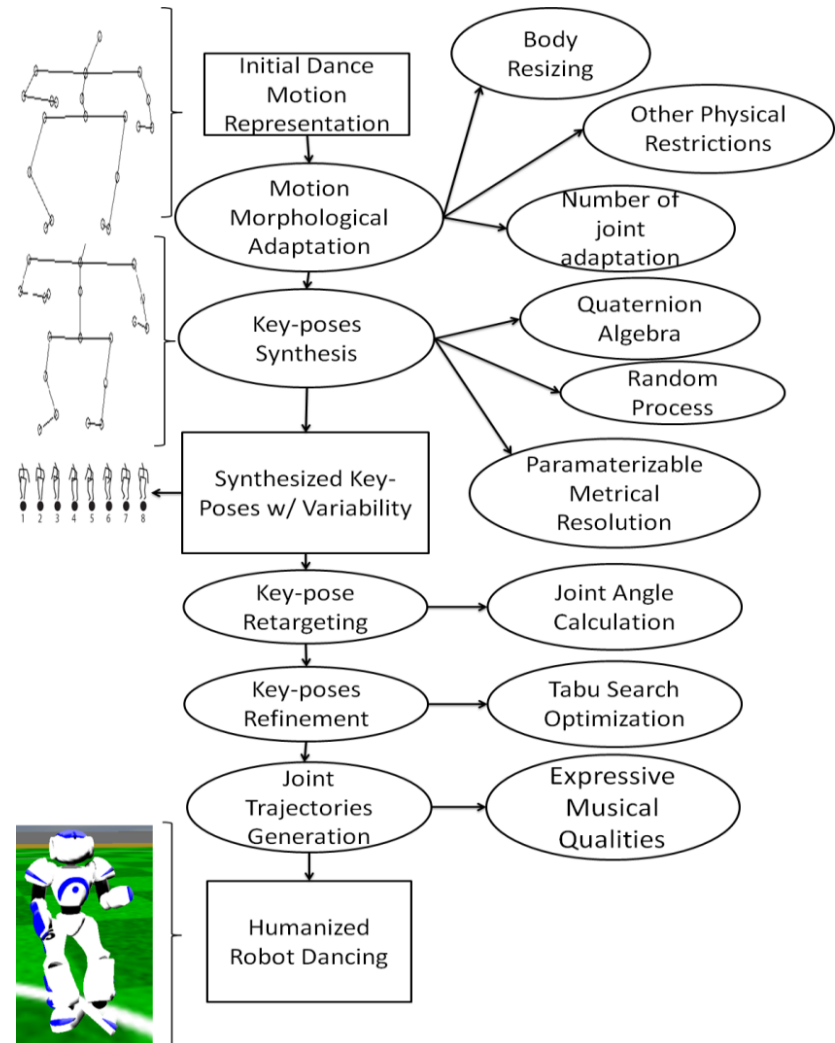 Initial Dance
Motion
Representation
Body
Resizing
Other Physical
Restrictions
Motion
Morphological
Adaptation
Number of
joint
adaptation
Key-poses
Synthesis
Quaternion
Algebra
Random
Process
Paramaterizable
Metrical
Resolution
Synthesized Key-
Poses w/ Variability
1 2 3 4 5 6 7 8
Key-pose
Retargeting
Joint Angle
Calculation
Key-poses
Refinement
Tabu Search
Optimization
Joint
Trajectories
Generation
Expressive
Musical
Qualities
Humanized
Robot Dancing